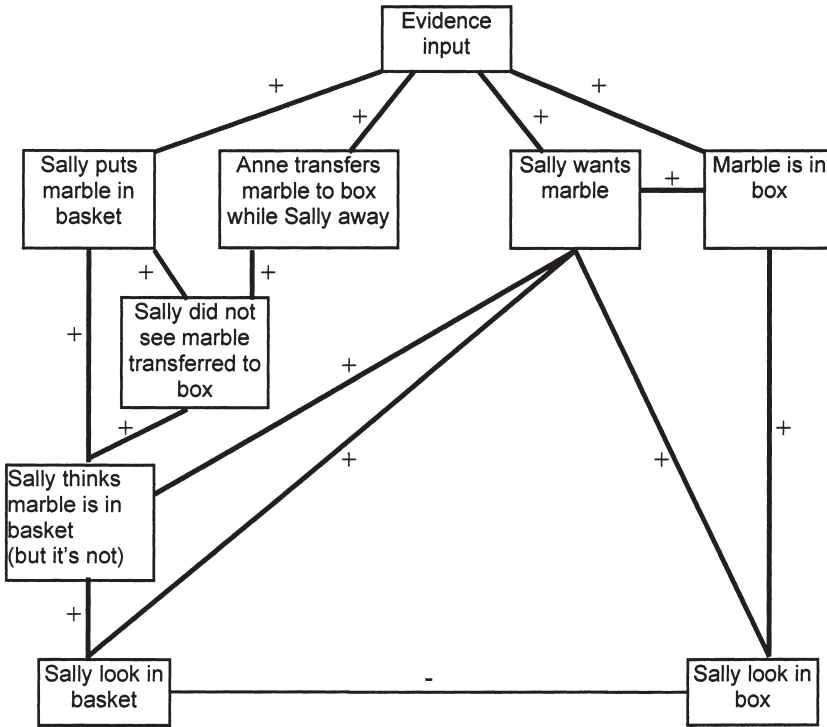 Evidence
input
+
+
+
+
Sally puts
marble in
basket
Anne transfers
marble to box
while Sally away
Sally wants
marble
+
Marble is in
box
+
+
Sally did not
see marble
transferred to
box
+
+
+
+
+
+
+
Sally thinks
marble is in
basket
(but it's not)
+
Sally look in
basket
-
Sally look in
box